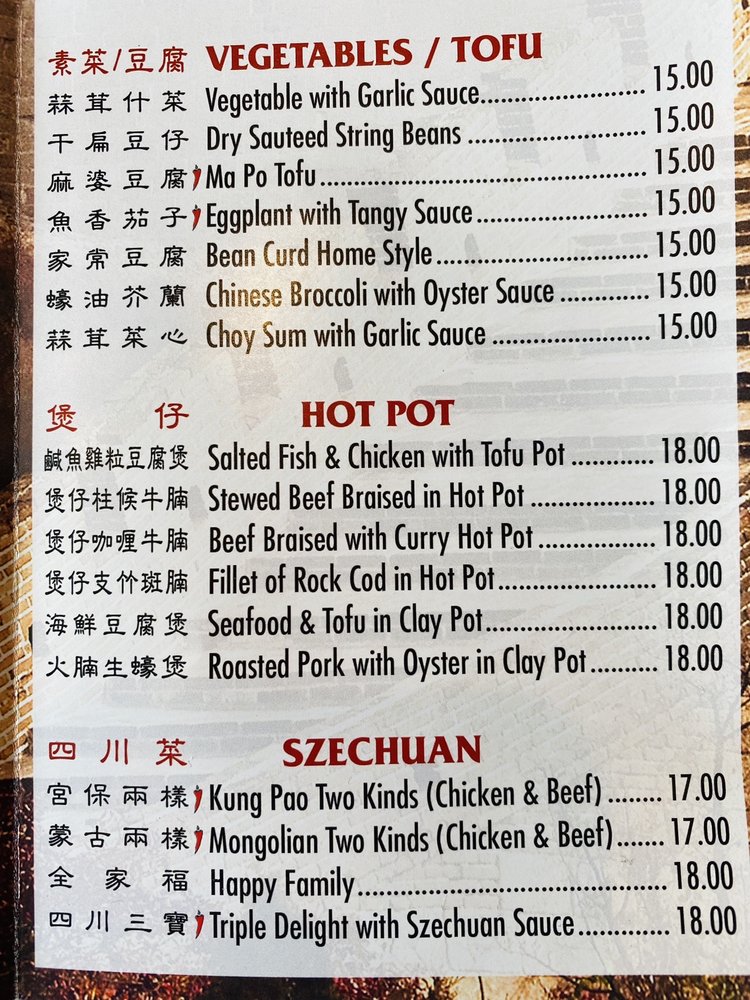 素菜/豆腐 VEGETABLES / TOFU
蒜茸什菜 Vegetable with Garlic Sauce........................ 15.00
干扁豆仔 Dry Sauteed String Beans .......................... 15.00
麻婆豆腐 Ma Po Tofu................................................ 15.00
魚香茄子 Eggplant with Tangy Sauce......................... 15.00
家常豆腐 Bean Curd Home Style............................... 15.00
蠔油芥蘭 Chinese Broccoli with Oyster Sauce ............. 15.00
蒜茸菜心 Choy Sum with Garlic Sauce ....................... 15.00
煲仔 HOT POT
鹹魚雞粒豆腐煲 Salted Fish & Chicken with Tofu Pot ............ 18.00
煲仔柱候牛腩 Stewed Beef Braised in Hot Pot ................... 18.00
煲仔咖喱牛腩 Beef Braised with Curry Hot Pot .................. 18.00
煲仔支竹斑腩 Fillet of Rock Cod in Hot Pot....................... 18.00
海鮮豆腐煲 Seafood & Tofu in Clay Pot......................... 18.00
火腩生蠔煲 Roasted Pork with Oyster in Clay Pot.......... 18.00
四川菜 SZECHUAN
宮保兩樣 Kung Pao Two Kinds (Chicken & Beef) ........ 17.00
蒙古兩樣 Mongolian Two Kinds (Chicken & Beef)....... 17.00
全家福 Happy Family............................................. 18.00
四川三寶 Triple Delight with Szechuan Sauce............. 18.00